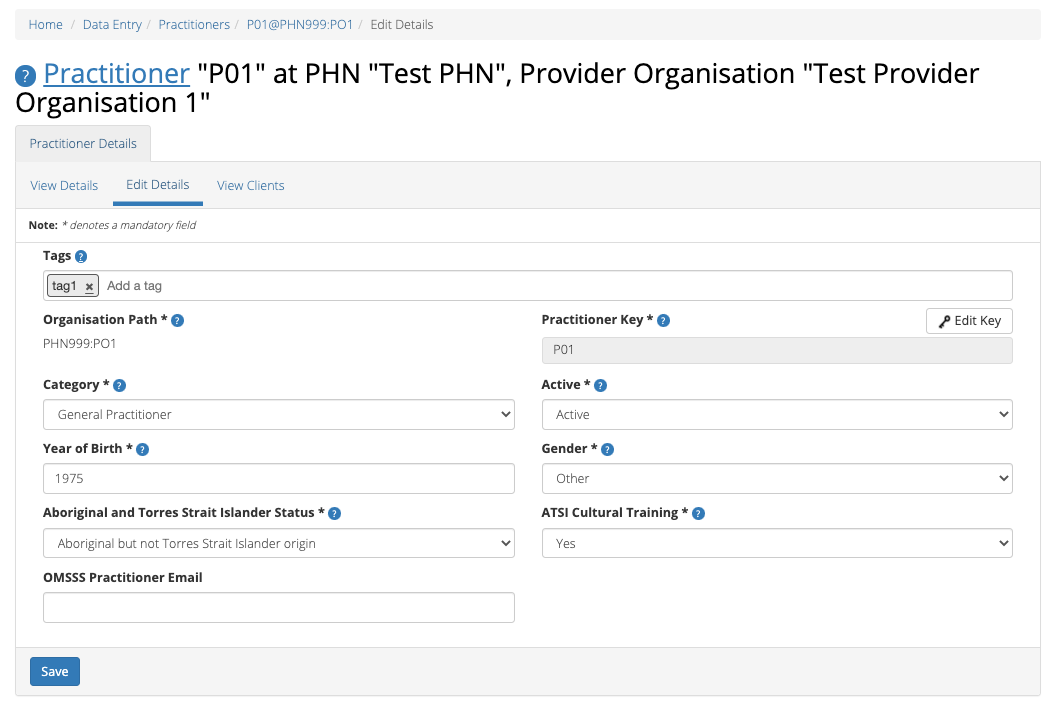 Home / Data Entry / Practitioners / P01@PHN999:PO1 / Edit Details
? Practitioner "P01" at PHN "Test PHN", Provider Organisation "Test Provider
Organisation 1"
Practitioner Details
View Details Edit Details View Clients
Note: * denotes a mandatory field
Tags ?
tag1 x Add a tag
Organisation Path * ?
PHN999:PO1
Practitioner Key * ? Edit Key
P01
Category * ?
General Practitioner
Active * ?
Active
Year of Birth * ?
1975
Gender * ?
Other
Aboriginal and Torres Strait Islander Status * ?
Aboriginal but not Torres Strait Islander origin
ATSI Cultural Training * ?
Yes
OMSSS Practitioner Email
Save